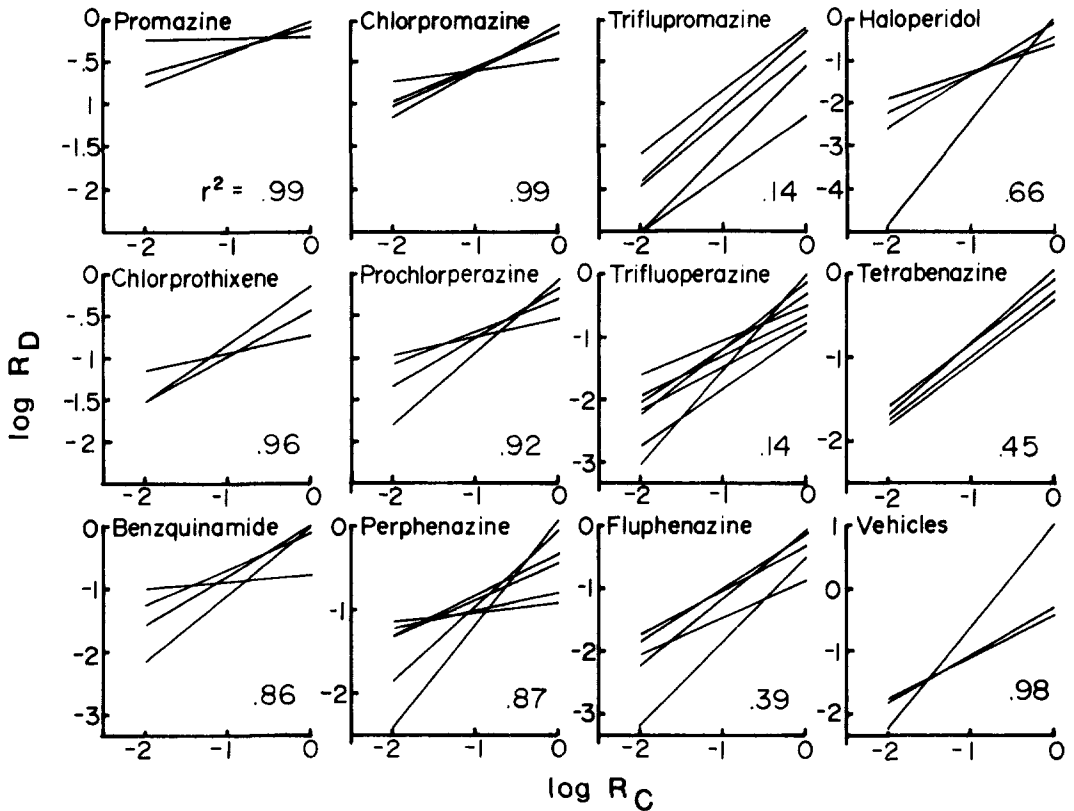 Promazine
0
-.5
1
-1.5
-2
r² = .99
-2 -1 0
Chlorpromazine
.99
-2 -1 0
Triflupromazine
.14
-2 -1 0
Haloperidol
0
-1
-2
-3
-4
.66
-2 -1 0
log R_D
Chlorprothixene
0
-.5
-1
-1.5
-2
.96
-2 -1 0
Prochlorperazine
.92
-2 -1 0
Trifluoperazine
0
-1
-2
-3
.14
-2 -1 0
Tetrabenazine
0
-1
-2
.45
-2 -1 0
Benzquinamide
0
-1
-2
-3
.86
-2 -1 0
Perphenazine
0
-1
-2
.87
-2 -1 0
Fluphenazine
0
-1
-2
-3
.39
-2 -1 0
Vehicles
1
0
-1
-2
.98
-2 -1 0
log R_C